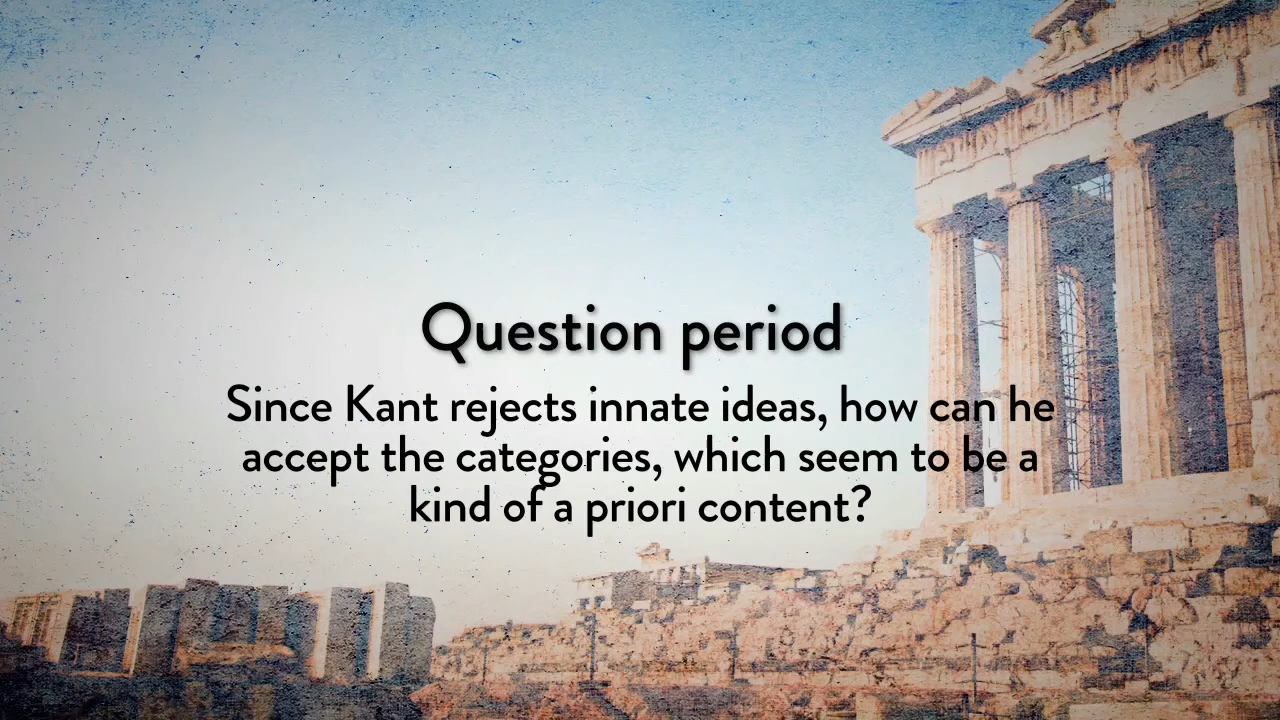 Question period
Since Kant rejects innate ideas, how can he
accept the categories, which seem to be a
kind of a priori content?